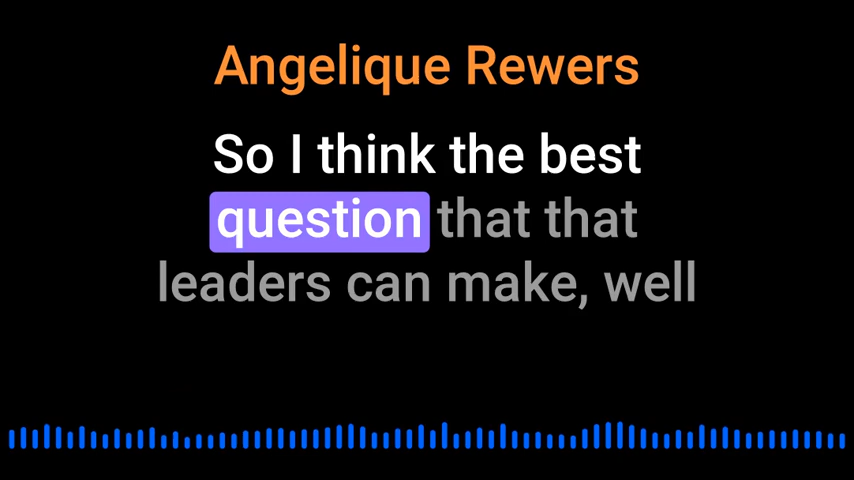 Angelique Rewers
So I think the best
question that that
leaders can make, well